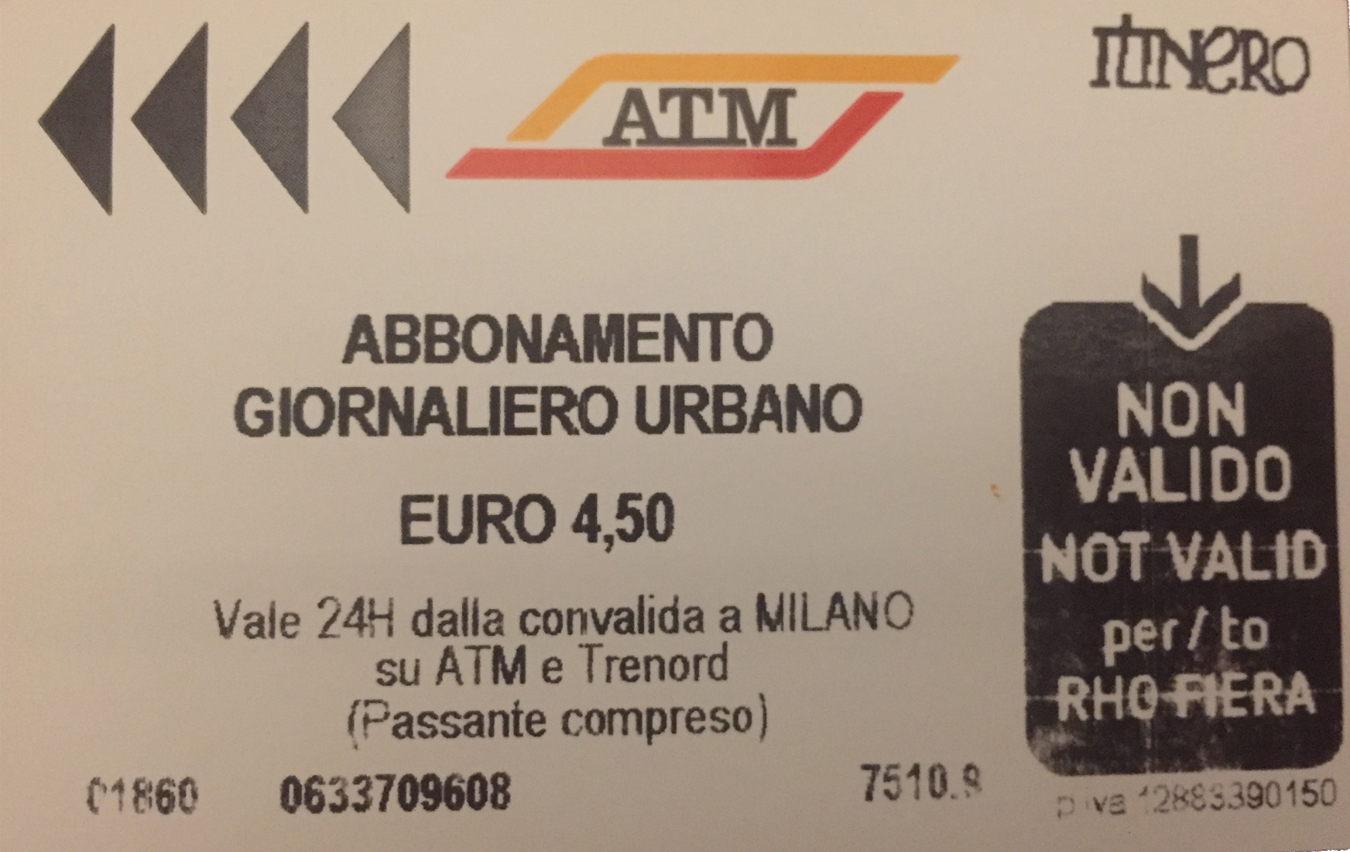 ATM
ITINERO
ABBONAMENTO
GIORNALIERO URBANO
EURO 4,50
Vale 24H dalla convalida a MILANO
su ATM e Trenord
(Passante compreso)
01860 0633709608 7510.9
NON
VALIDO
NOT VALID
per / to
RHO FIERA
p iva 12883390150